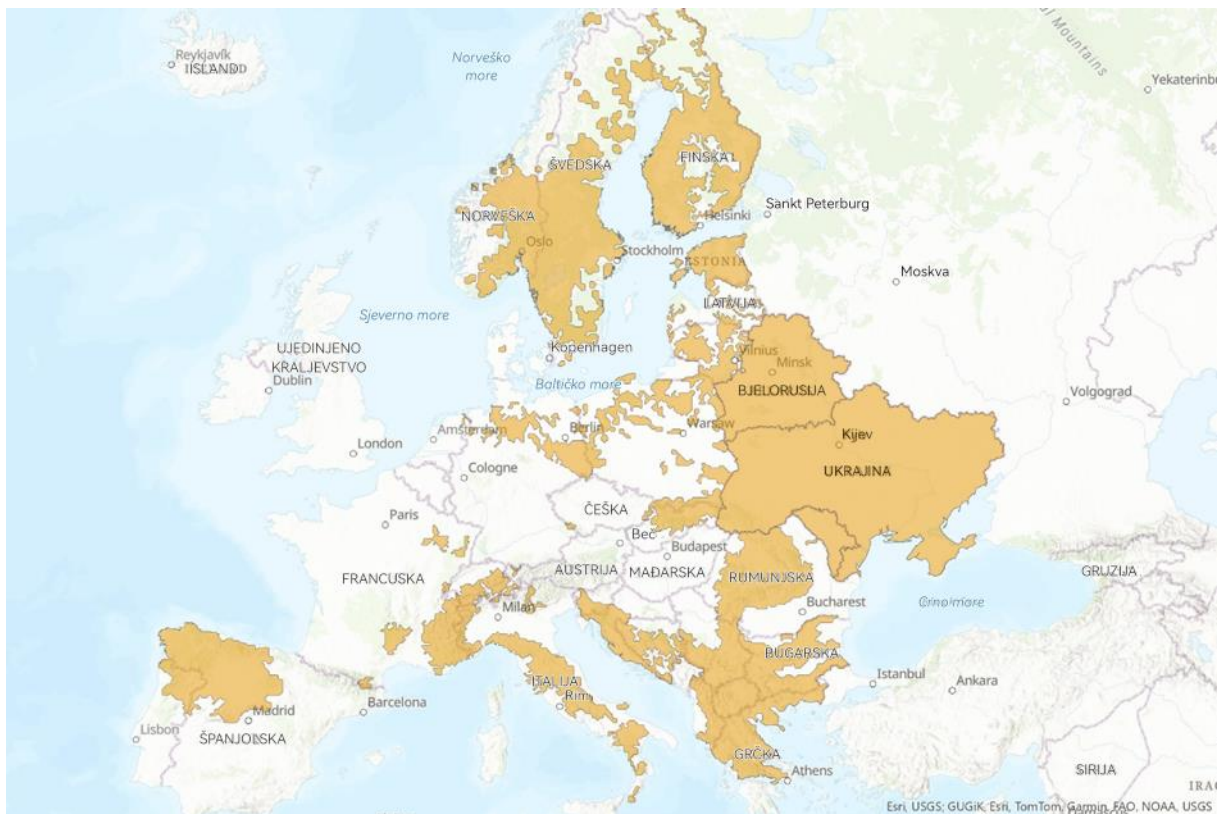 Reykjavík
ISLAND
Norveško
more
Mountains
Yekaterinbu
ŠVEDSKA
FINSKA
NORVEŠKA
Helsinki
Sankt Peterburg
Oslo
Stockholm
ESTONIA
Moskva
LATVIJA
Sjeverno more
UJEDINJENO
KRALJEVSTVO
Kopenhagen
Vilnius
Minsk
Dublin
Baltičko more
BJELORUSIJA
Volgograd
Amsterdam
Berlin
Warsaw
Kijev
London
Cologne
UKRAJINA
ČEŠKA
Paris
Beč
Budapest
FRANCUSKA
AUSTRIJA
MAĐARSKA
RUMUNJSKA
GRUZIJA
Milan
Bucharest
Crno more
BUGARSKA
ITALIJA
Rim
Istanbul
Ankara
Barcelona
Madrid
Lisbon
ŠPANJOLSKA
GRČKA
Athens
SIRIJA
IRAQ
Esri, USGS; GUGiK, Esri, TomTom, Garmin, FAO, NOAA, USGS